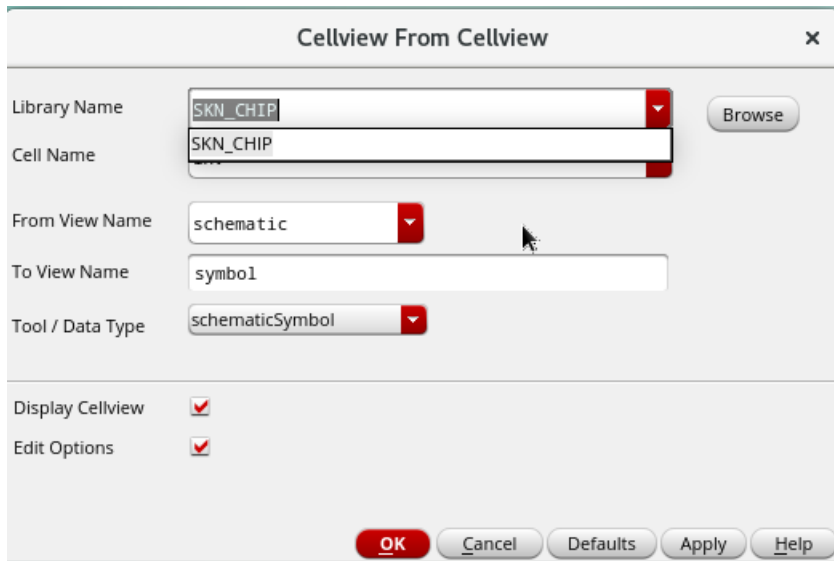 Cellview From Cellview
Library Name SKN_CHIP Browse
SKN_CHIP
Cell Name
From View Name schematic
To View Name symbol
Tool / Data Type schematicSymbol
Display Cellview
Edit Options
OK Cancel Defaults Apply Help